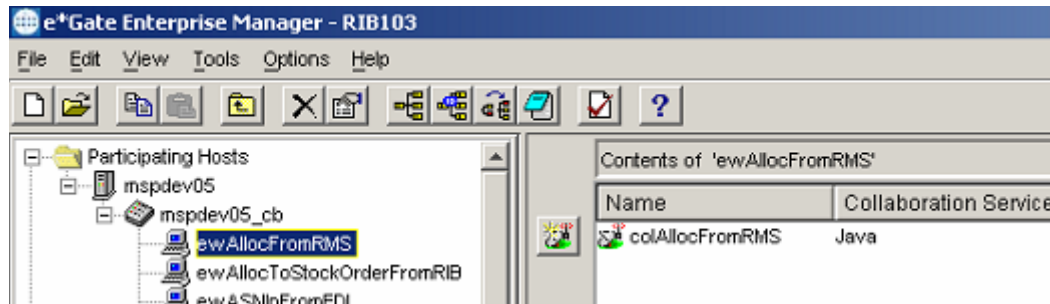 e*Gate Enterprise Manager - RIB103
File Edit View Tools Options Help
Participating Hosts
mspdev05
mspdev05_cb
ewAllocFromRMS
ewAllocToStockOrderFromRIB
ewASNInFromEDI
Contents of 'ewAllocFromRMS'
Name Collaboration Service
colAllocFromRMS Java